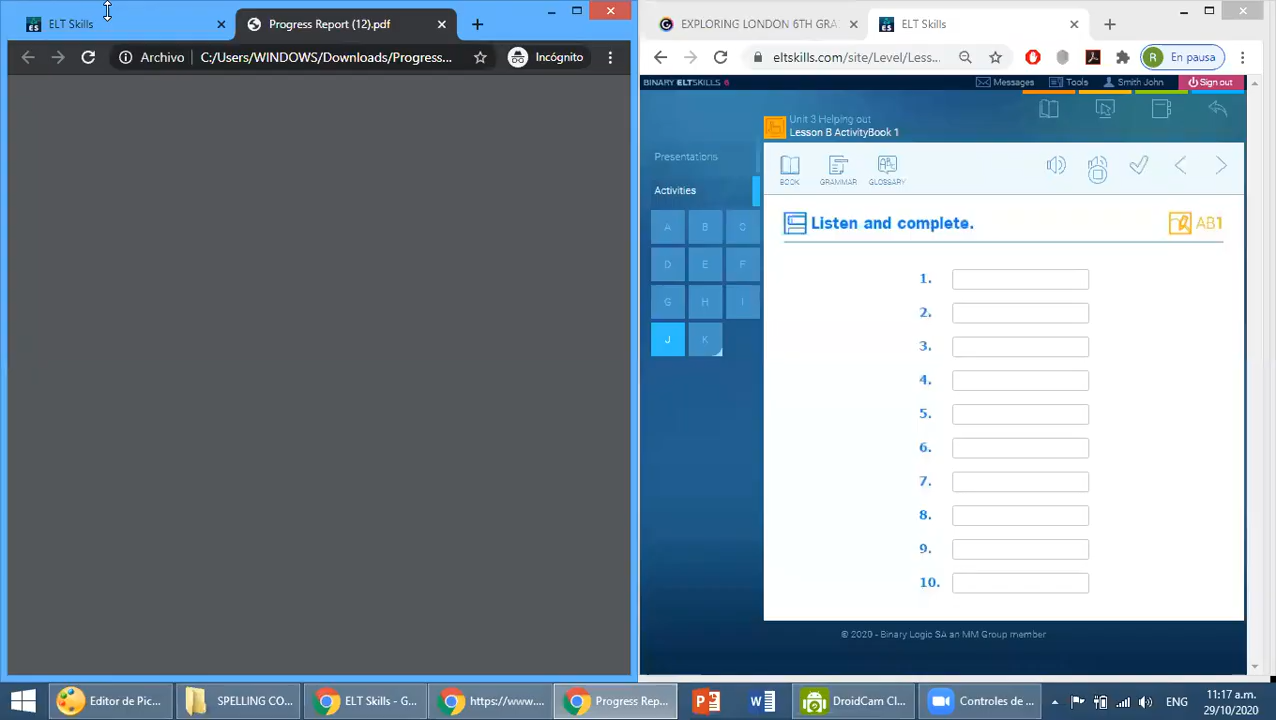 ELT Skills
Progress Report (12).pdf
Archivo
C/Users/WINDOWS/Downloads/Progress...
Incógnito
EXPLORING LONDON 6TH GRA
ELT Skills
eltskills.com/site/Level/Less...
R
En pausa
BINARY ELTSKILLS 6
Messages
Tools
Smith John
Sign out
Unit 3 Helping out
Lesson B ActivityBook 1
Presentations
Activities
A B C
D E F
G H I
J K
BOOK
GRAMMAR
GLOSSARY
Listen and complete.
AB1
1.
2.
3.
4.
5.
6.
7.
8.
9.
10.
© 2020 - Binary Logic SA an MM Group member
Editor de Pic...
SPELLING CO...
ELT Skills - G...
https://www....
Progress Rep...
DroidCam Cl...
Controles de ...
ENG
11:17 a.m.
29/10/2020